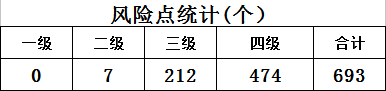 风险点统计(个）
一级 二级 三级 四级 合计
0 7 212 474 693